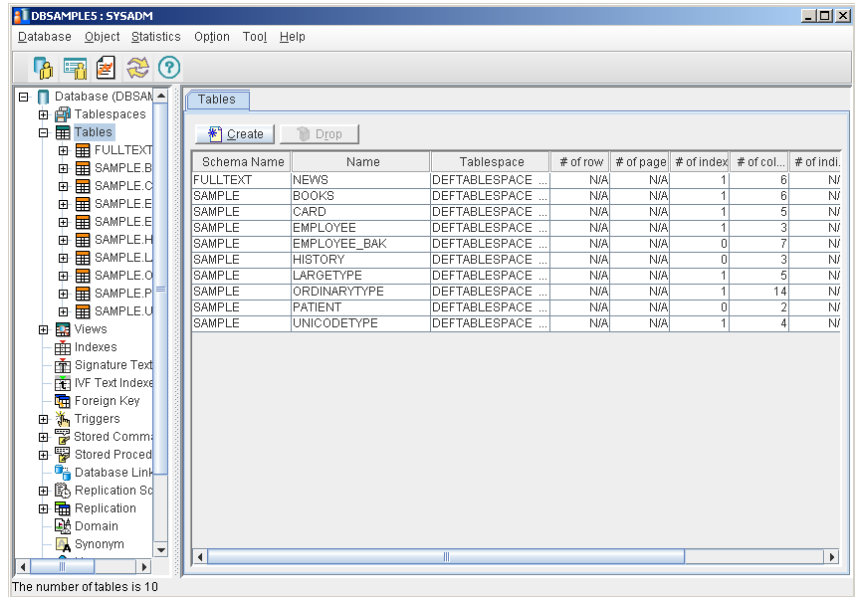 DBSAMPLE5 : SYSADM
Database Object Statistics Option Tool Help
Database (DBSAM
Tablespaces
Tables
FULLTEXT
SAMPLE.B
SAMPLE.C
SAMPLE.E
SAMPLE.E
SAMPLE.H
SAMPLE.L
SAMPLE.O
SAMPLE.P
SAMPLE.U
Views
Indexes
Signature Text
IVF Text Indexe
Foreign Key
Triggers
Stored Comm
Stored Proced
Database Link
Replication Sc
Replication
Domain
Synonym
Tables
Create Drop
Schema Name Name Tablespace # of row # of page # of index # of col... # of indi.
FULLTEXT NEWS DEFTABLESPACE ... N/A N/A 1 6 N/
SAMPLE BOOKS DEFTABLESPACE ... N/A N/A 1 6 N/
SAMPLE CARD DEFTABLESPACE ... N/A N/A 1 5 N/
SAMPLE EMPLOYEE DEFTABLESPACE ... N/A N/A 1 3 N/
SAMPLE EMPLOYEE_BAK DEFTABLESPACE ... N/A N/A 0 7 N/
SAMPLE HISTORY DEFTABLESPACE ... N/A N/A 0 3 N/
SAMPLE LARGETYPE DEFTABLESPACE ... N/A N/A 1 5 N/
SAMPLE ORDINARYTYPE DEFTABLESPACE ... N/A N/A 1 14 N/
SAMPLE PATIENT DEFTABLESPACE ... N/A N/A 0 2 N/
SAMPLE UNICODETYPE DEFTABLESPACE ... N/A N/A 1 4 N/
The number of tables is 10